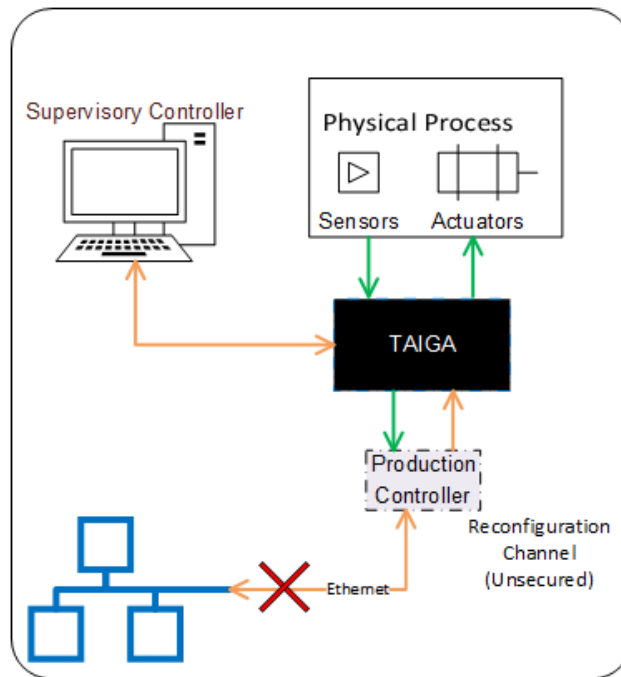 Supervisory Controller
Physical Process
Sensors
Actuators
TAIGA
Production
Controller
Reconfiguration
Channel
(Unsecured)
Ethernet